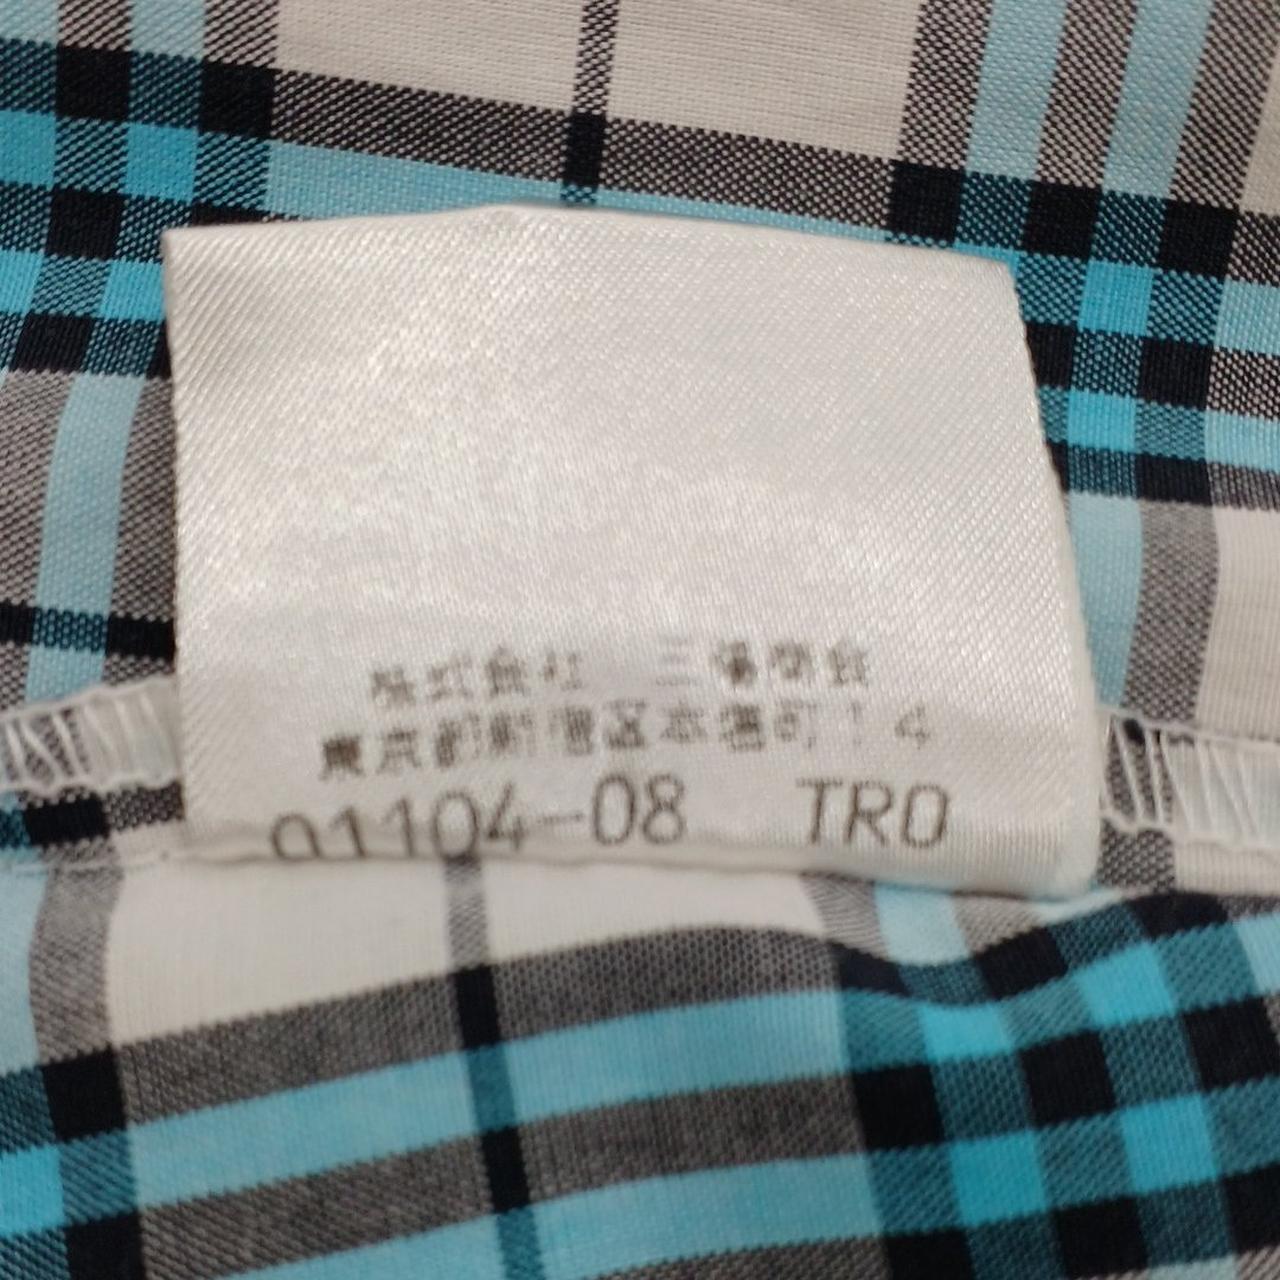 株式会社 三陽商会
東京都新宿区本塩町14
01104-08 TRO